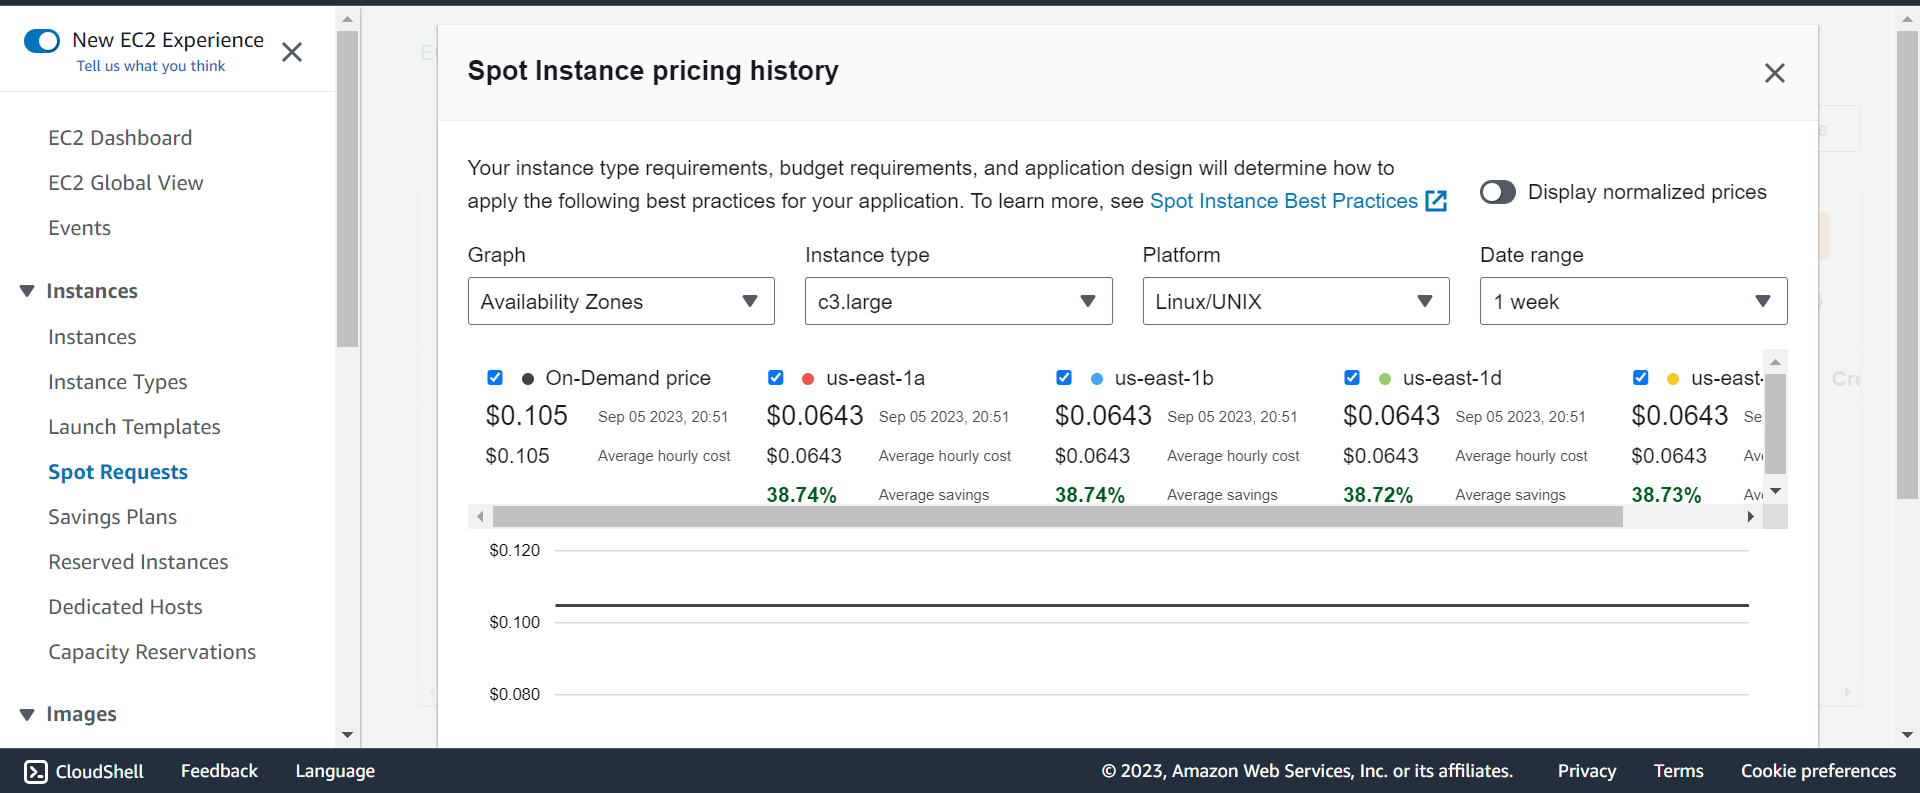 New EC2 Experience
Tell us what you think
EC2 Dashboard
EC2 Global View
Events
Instances
Instances
Instance Types
Launch Templates
Spot Requests
Savings Plans
Reserved Instances
Dedicated Hosts
Capacity Reservations
Images
Spot Instance pricing history
Your instance type requirements, budget requirements, and application design will determine how to
apply the following best practices for your application. To learn more, see Spot Instance Best Practices
Display normalized prices
Graph Instance type Platform Date range
Availability Zones c3.large Linux/UNIX 1 week
On-Demand price us-east-1a us-east-1b us-east-1d us-east-
$0.105 Sep 05 2023, 20:51 $0.0643 Sep 05 2023, 20:51 $0.0643 Sep 05 2023, 20:51 $0.0643 Sep 05 2023, 20:51 $0.0643 Se
$0.105 Average hourly cost $0.0643 Average hourly cost $0.0643 Average hourly cost $0.0643 Average hourly cost $0.0643
38.74% Average savings 38.74% Average savings 38.72% Average savings 38.73%
$0.120
$0.100
$0.080
CloudShell Feedback Language © 2023, Amazon Web Services, Inc. or its affiliates. Privacy Terms Cookie preferences